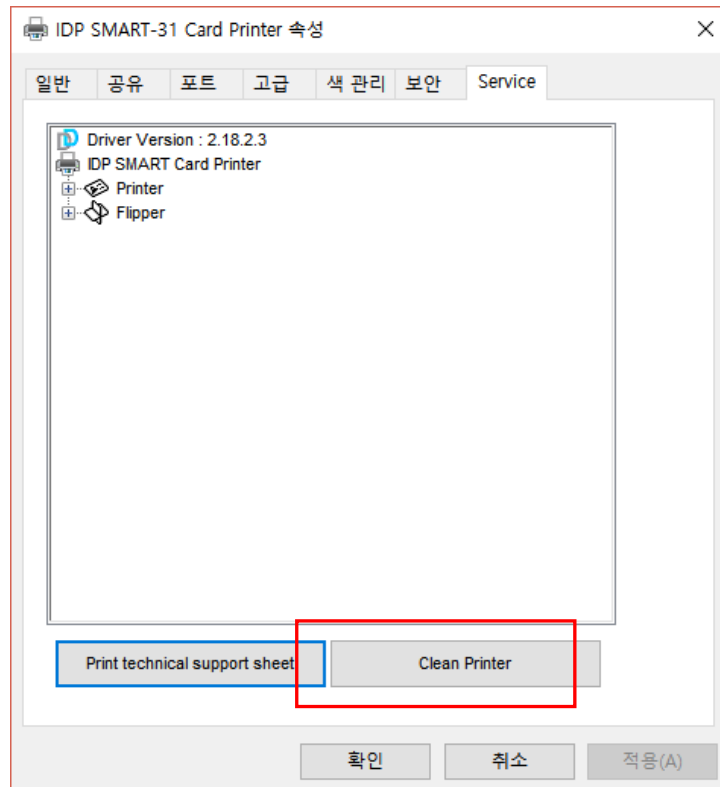 IDP SMART-31 Card Printer 속성
일반 공유 포트 고급 색 관리 보안 Service
Driver Version : 2.18.2.3
IDP SMART Card Printer
Printer
Flipper
Print technical support sheet Clean Printer
확인 취소 적용(A)